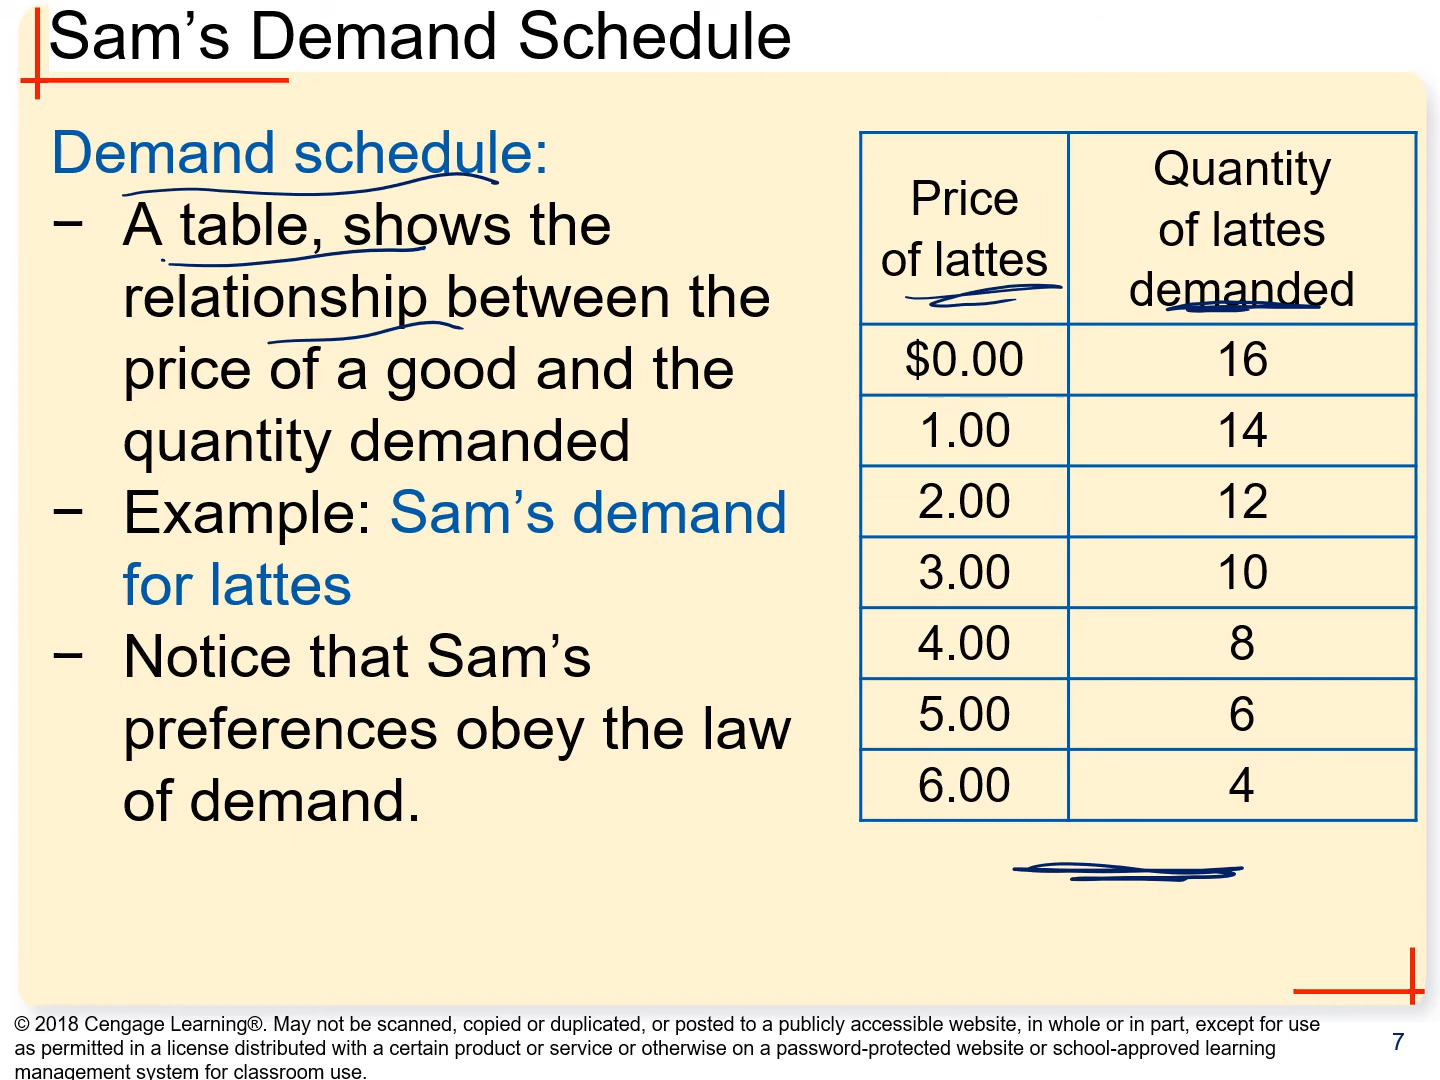 Sam’s Demand Schedule
Demand schedule:
− A table, shows the
relationship between the
price of a good and the
quantity demanded
− Example: Sam’s demand
for lattes
− Notice that Sam’s
preferences obey the law
of demand.
Price
of lattes
Quantity
of lattes
demanded
$0.00 16
1.00 14
2.00 12
3.00 10
4.00 8
5.00 6
6.00 4
© 2018 Cengage Learning®. May not be scanned, copied or duplicated, or posted to a publicly accessible website, in whole or in part, except for use
as permitted in a license distributed with a certain product or service or otherwise on a password-protected website or school-approved learning
management system for classroom use.
7